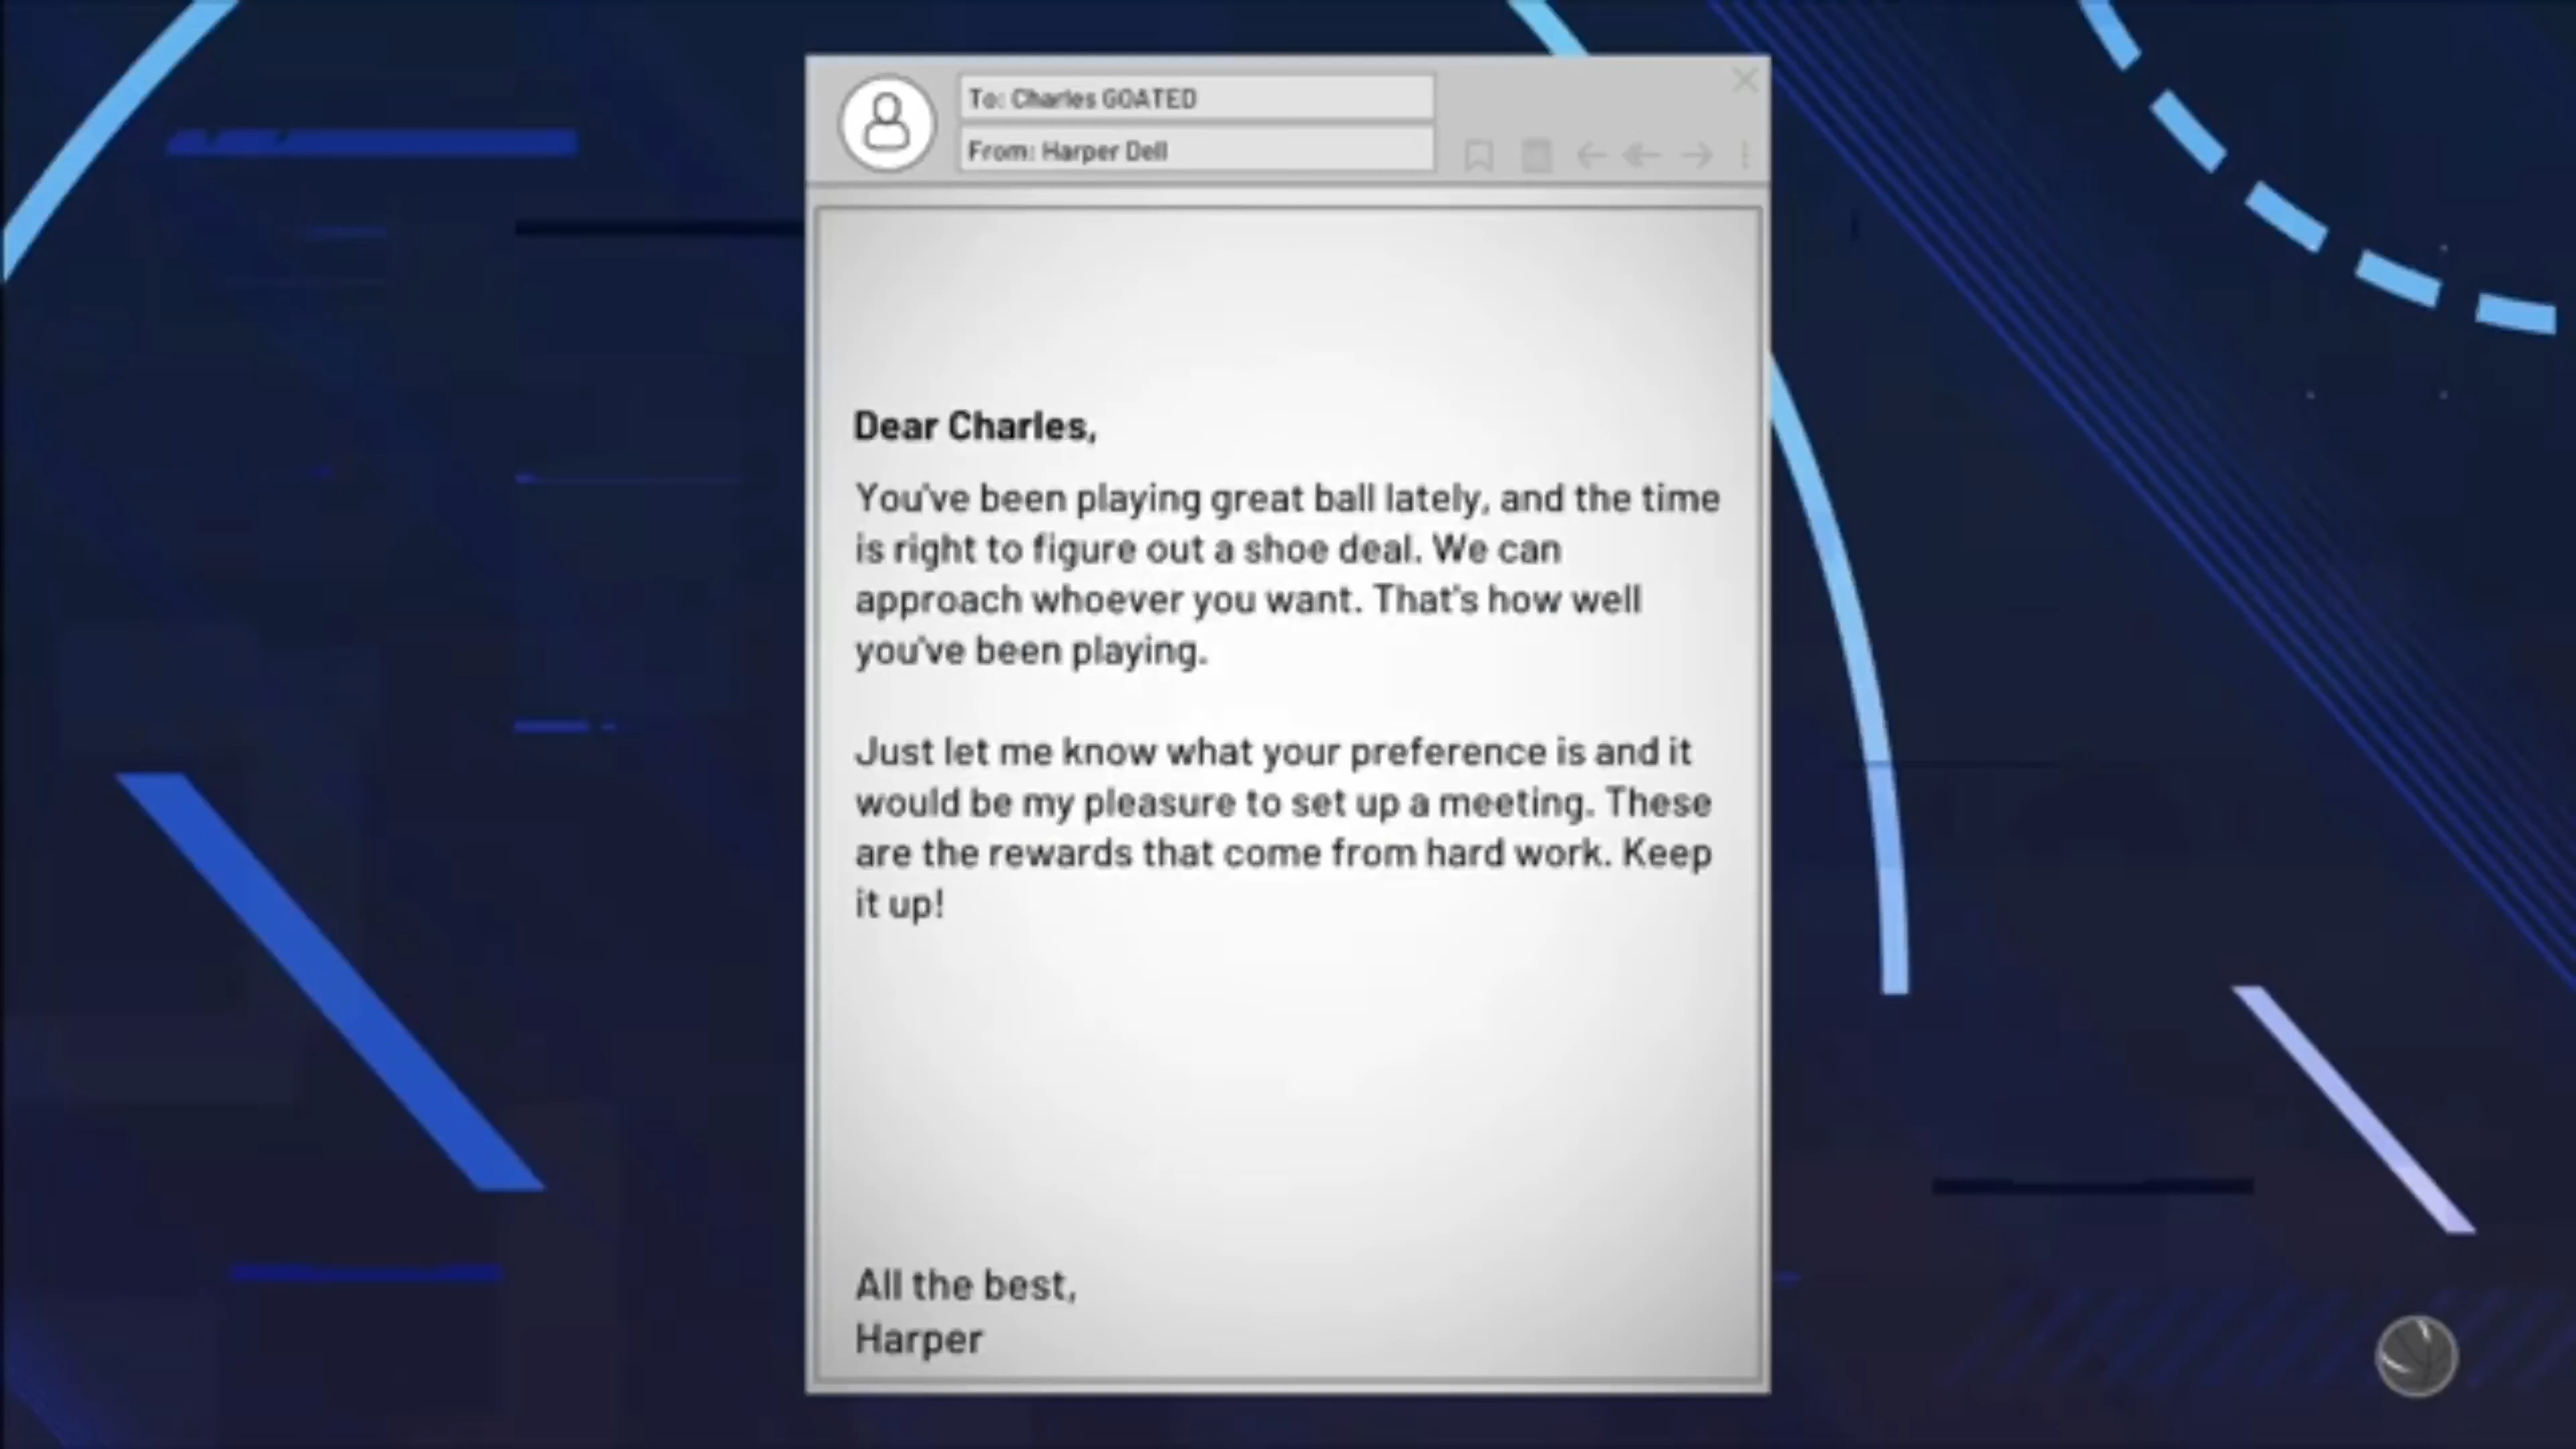 To: Charles GOATED
From: Harper Dell
Dear Charles,
You've been playing great ball lately, and the time
is right to figure out a shoe deal. We can
approach whoever you want. That's how well
you've been playing.
Just let me know what your preference is and it
would be my pleasure to set up a meeting. These
are the rewards that come from hard work. Keep
it up!
All the best,
Harper